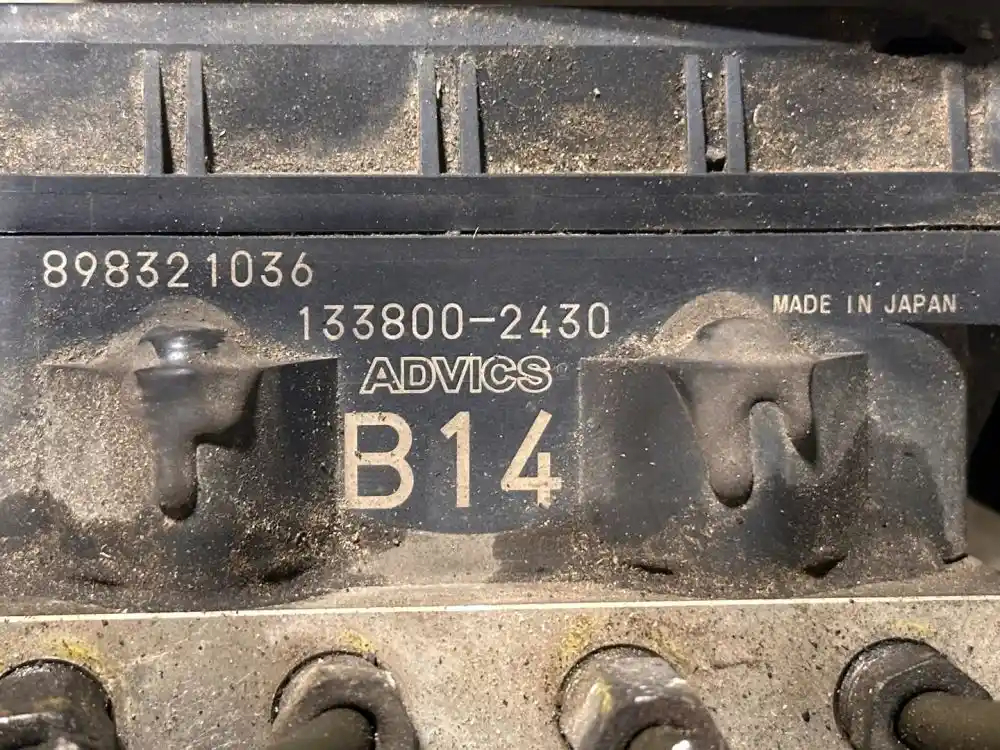 898321036
133800-2430
MADE IN JAPAN
ADVICS
B14